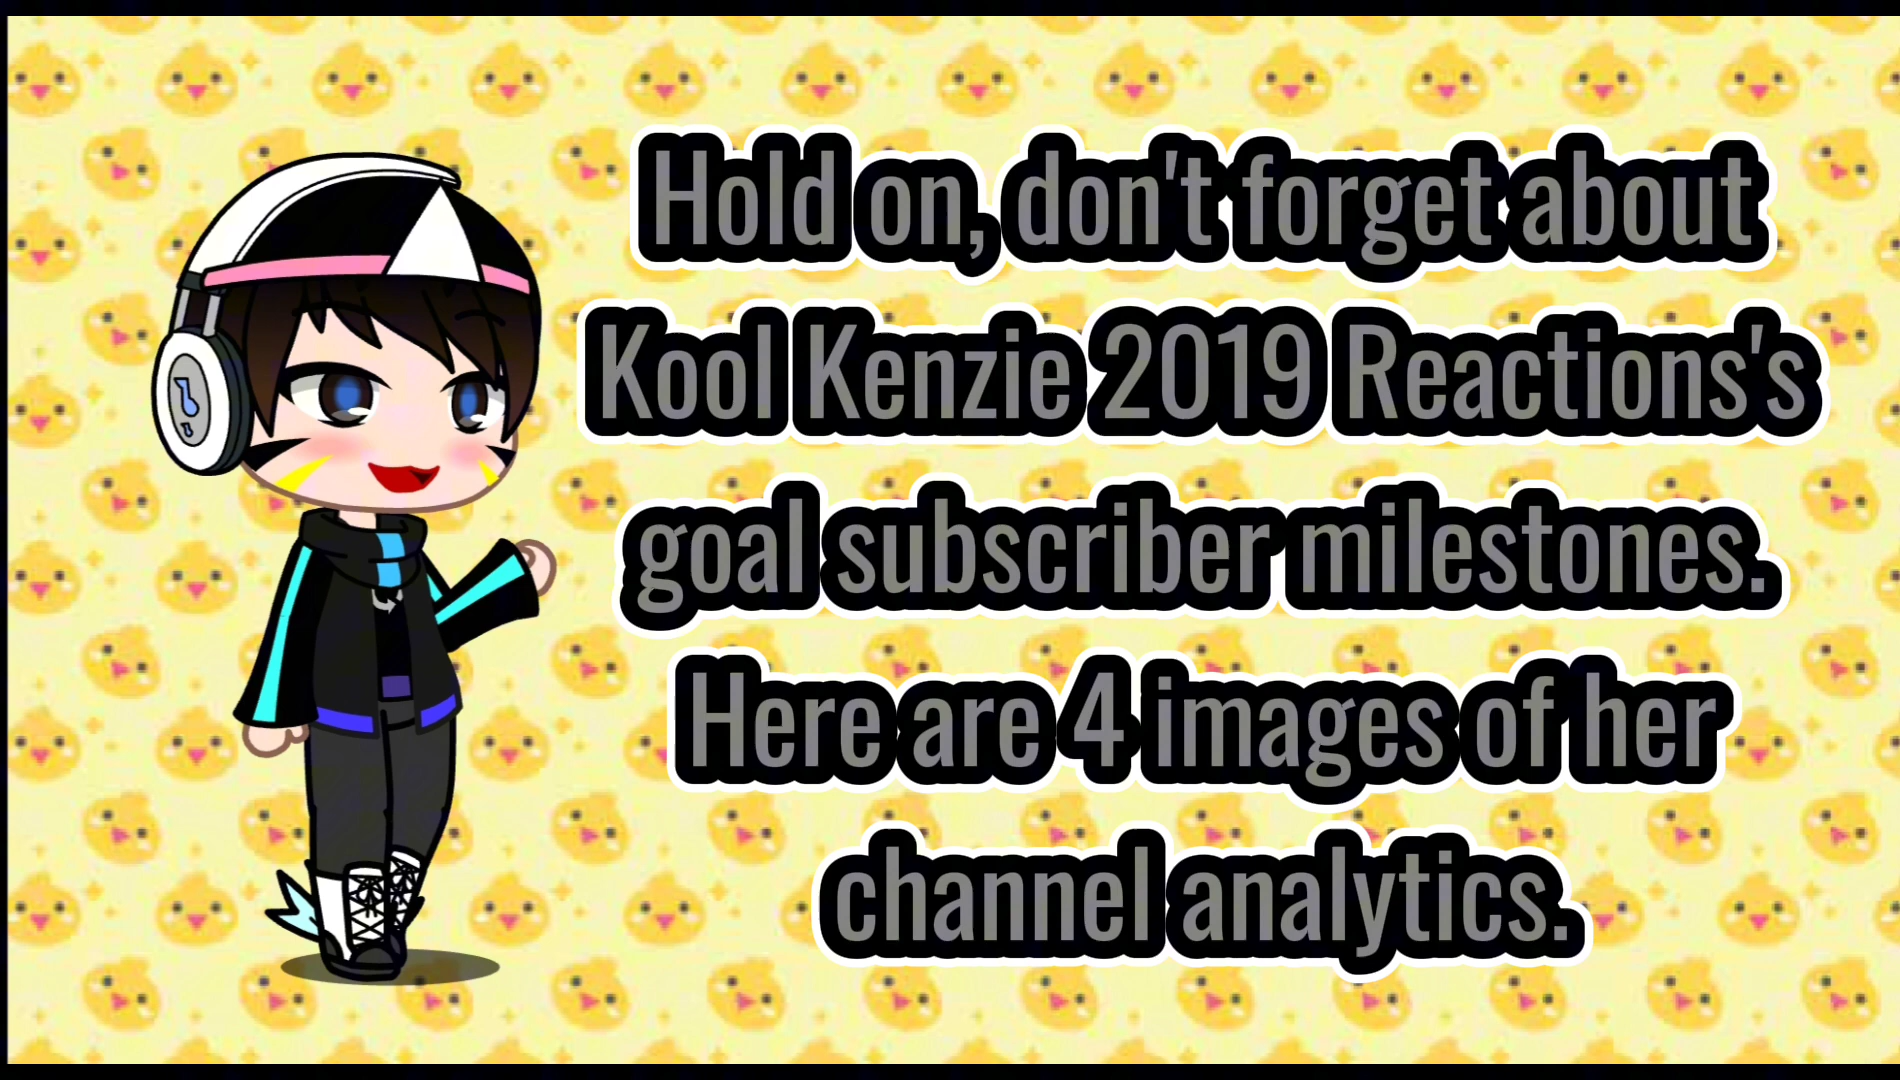 Hold on, don't forget about
Kool Kenzie 2019 Reactions's
goal subscriber milestones.
Here are 4 images of her
channel analytics.